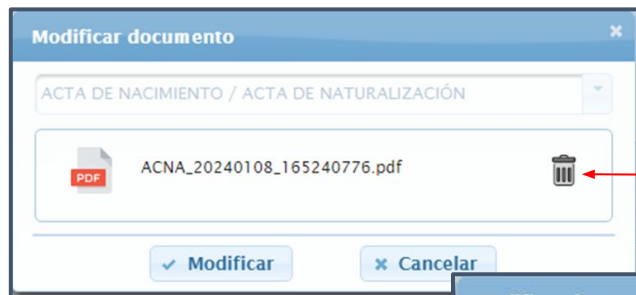 Modificar documento
ACTA DE NACIMIENTO / ACTA DE NATURALIZACIÓN
PDF
ACNA_20240108_165240776.pdf
Modificar
Cancelar